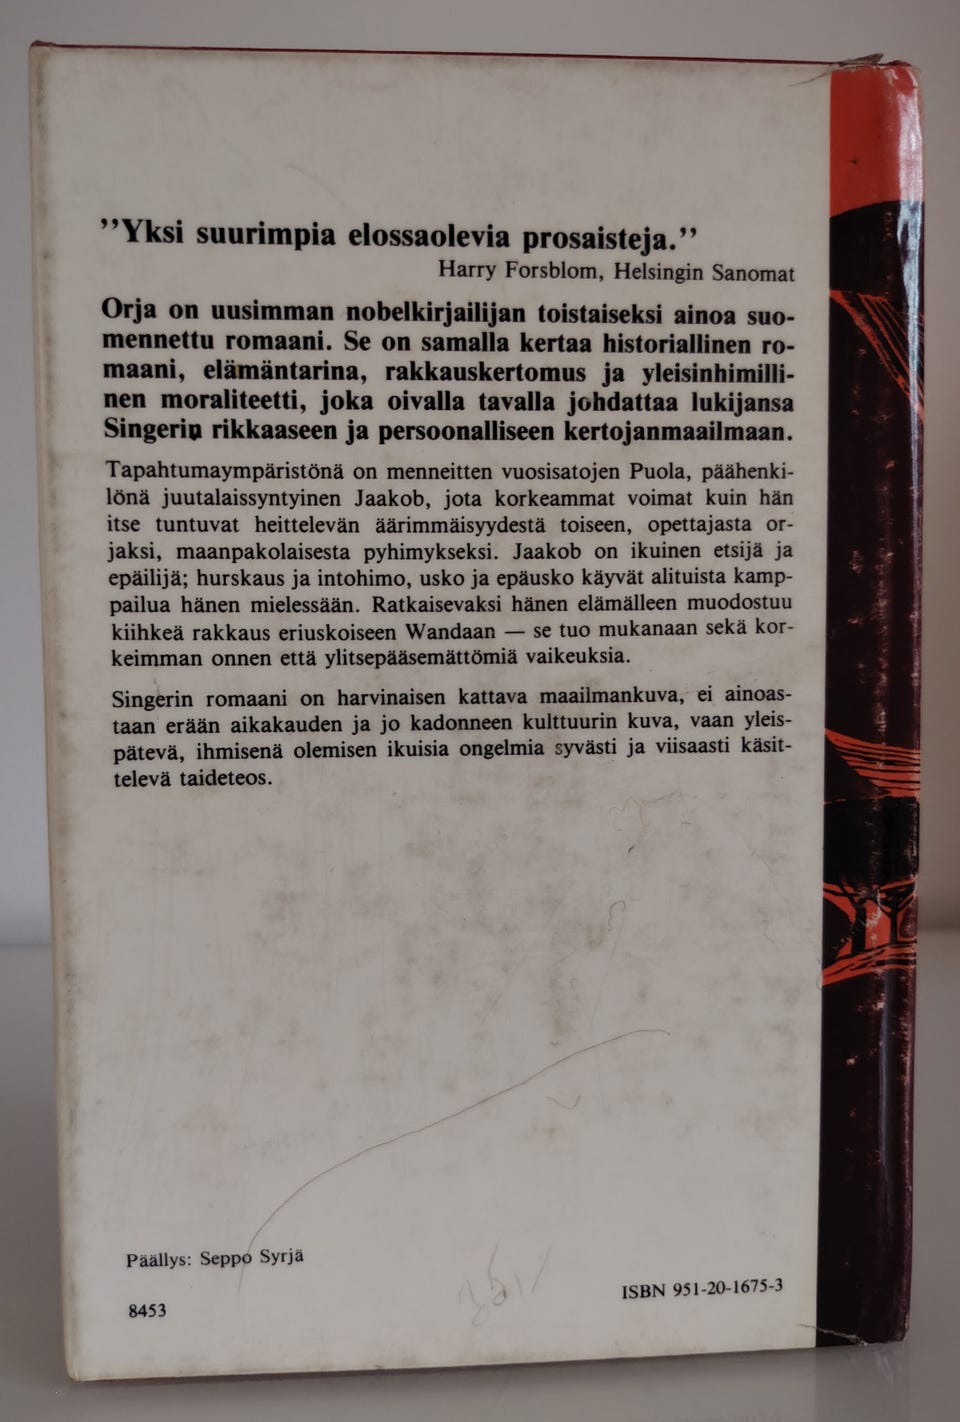 ”Yksi suurimpia elossaolevia prosaisteja.”
Harry Forsblom, Helsingin Sanomat
Orja on uusimman nobelkirjailijan toistaiseksi ainoa suo-
mennettu romaani. Se on samalla kertaa historiallinen ro-
maani, elämäntarina, rakkauskertomus ja yleisinhimilli-
nen moraliteetti, joka oivalla tavalla johdattaa lukijansa
Singerin rikkaaseen ja persoonalliseen kertojanmaailmaan.
Tapahtumaympäristönä on menneitten vuosisatojen Puola, päähenki-
lönä juutalaissyntyinen Jaakob, jota korkeammat voimat kuin hän
itse tuntuvat heittelevän äärimmäisyydestä toiseen, opettajasta or-
jaksi, maanpakolaisesta pyhimykseksi. Jaakob on ikuinen etsijä ja
epäilijä; hurskaus ja intohimo, usko ja epäusko käyvät alituista kamp-
pailua hänen mielessään. Ratkaisevaksi hänen elämälleen muodostuu
kiihkeä rakkaus eriuskoiseen Wandaan — se tuo mukanaan sekä kor-
keimman onnen että ylitsepääsemättömiä vaikeuksia.
Singerin romaani on harvinaisen kattava maailmankuva, ei ainoas-
taan erään aikakauden ja jo kadonneen kulttuurin kuva, vaan yleis-
pätevä, ihmisenä olemisen ikuisia ongelmia syvästi ja viisaasti käsit-
televä taideteos.
Päällys: Seppo Syrjä
8453
ISBN 951-20-1675-3